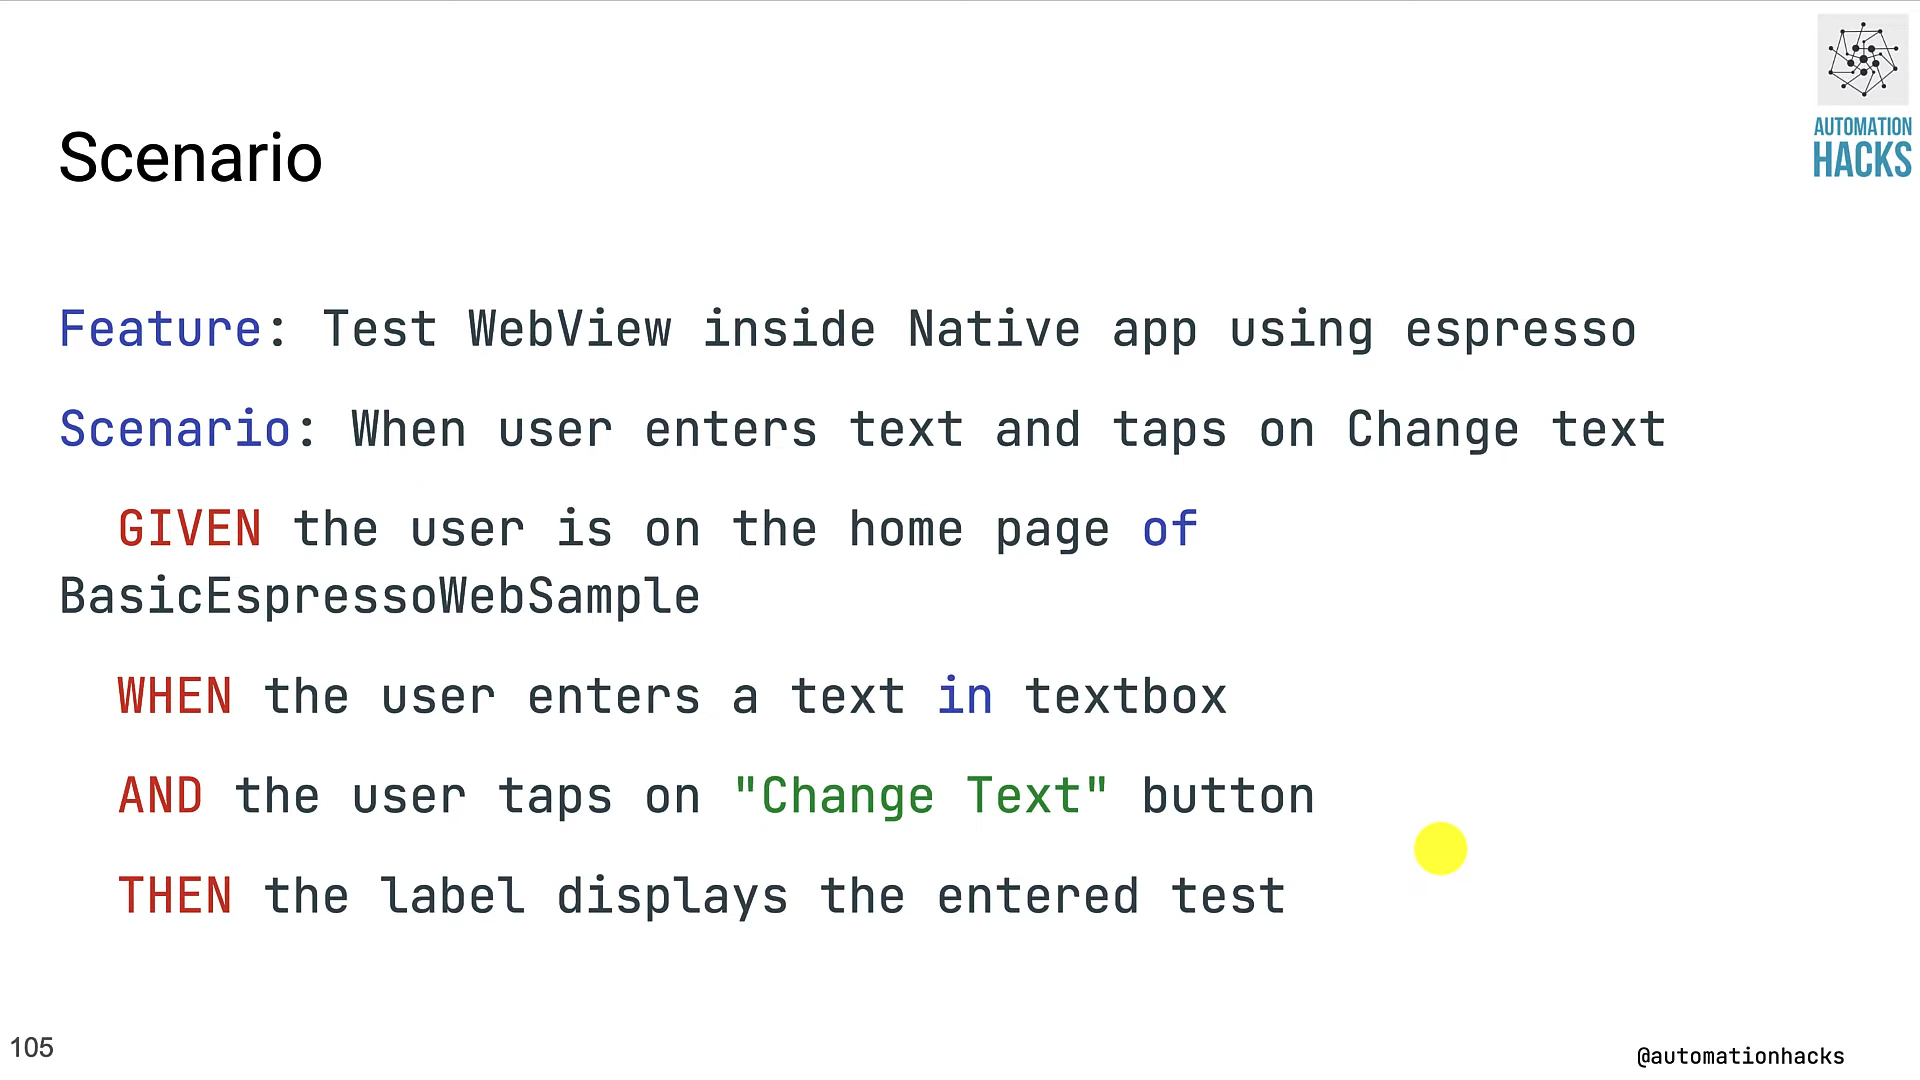 AUTOMATION
HACKS
Scenario
Feature: Test WebView inside Native app using espresso
Scenario: When user enters text and taps on Change text
GIVEN the user is on the home page of
BasicEspressoWebSample
WHEN the user enters a text in textbox
AND the user taps on "Change Text" button
THEN the label displays the entered test
105
@automationhacks